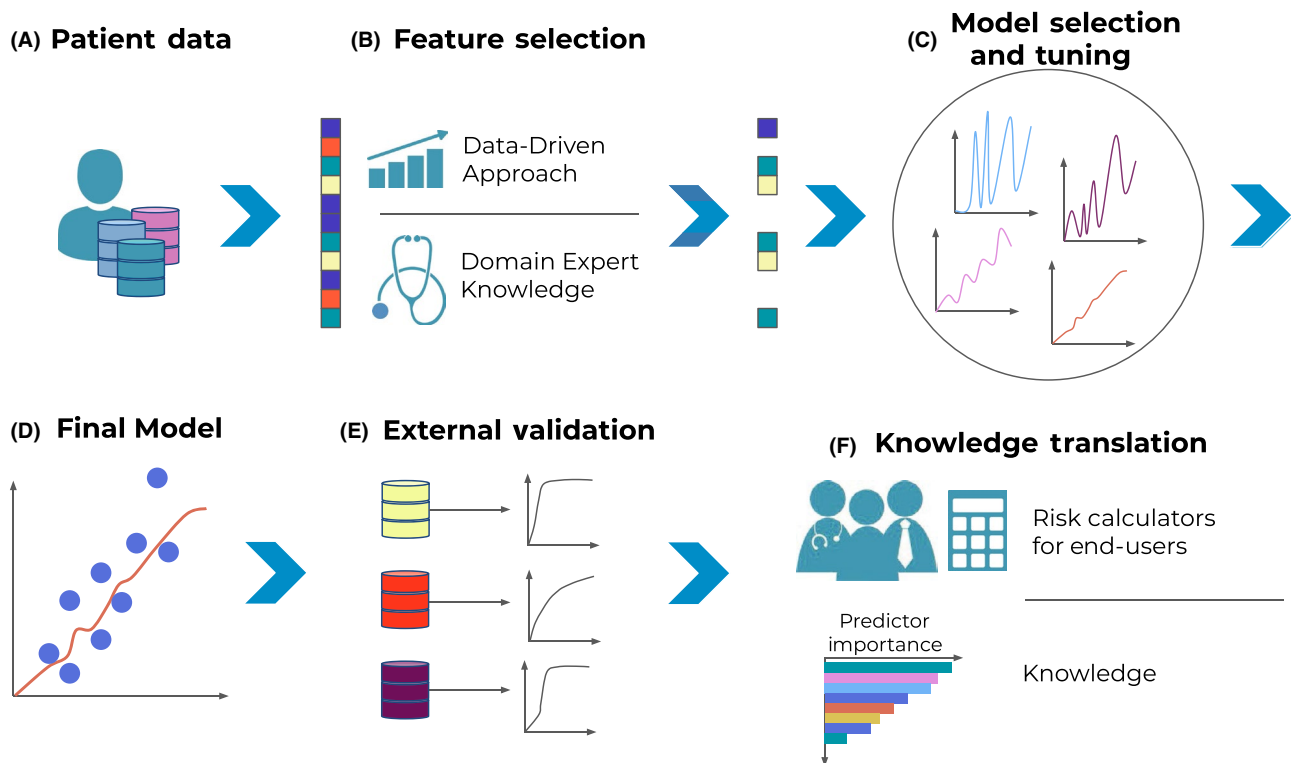 (A) Patient data
(B) Feature selection
Data-Driven
Approach
Domain Expert
Knowledge
(C) Model selection
and tuning
(D) Final Model
(E) External validation
(F) Knowledge translation
Risk calculators
for end-users
Predictor
importance
Knowledge